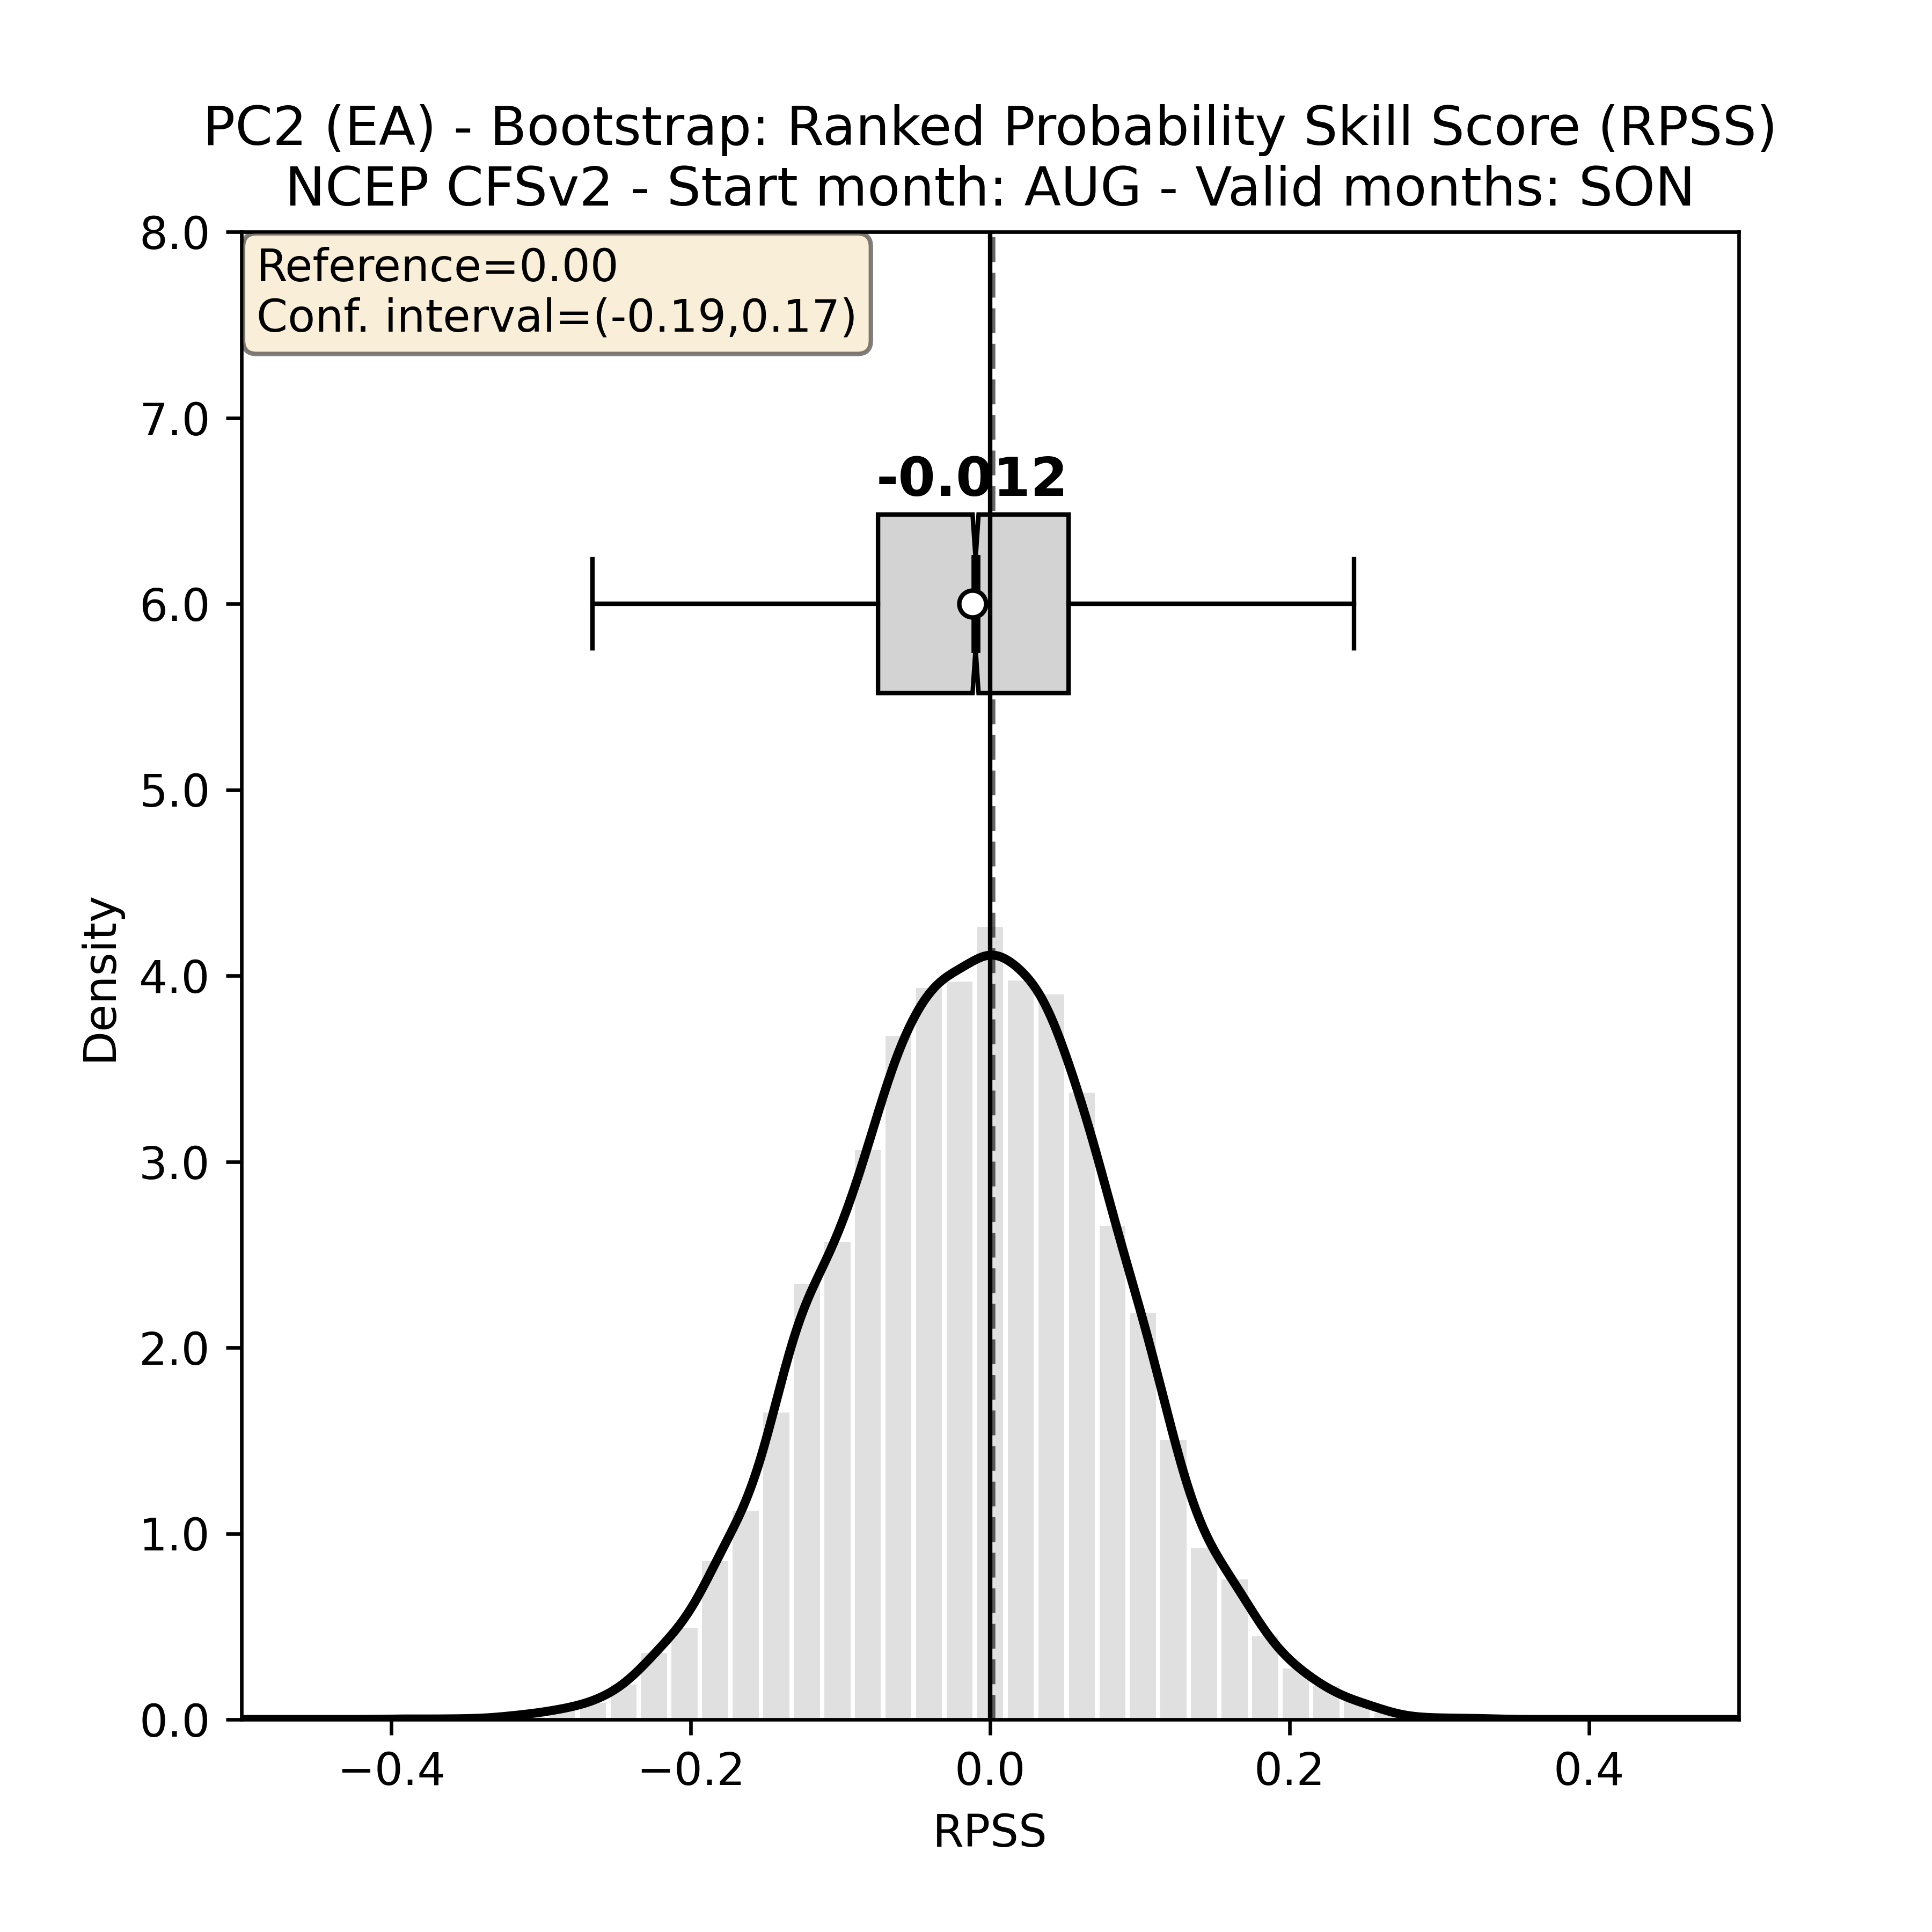 PC2 (EA) - Bootstrap: Ranked Probability Skill Score (RPSS)
NCEP CFSv2 - Start month: AUG - Valid months: SON
Reference=0.00
Conf. interval=(-0.19,0.17)
-0.012
8.0
7.0
6.0
5.0
4.0
3.0
2.0
1.0
0.0
Density
−0.4
−0.2
0.0
0.2
0.4
RPSS